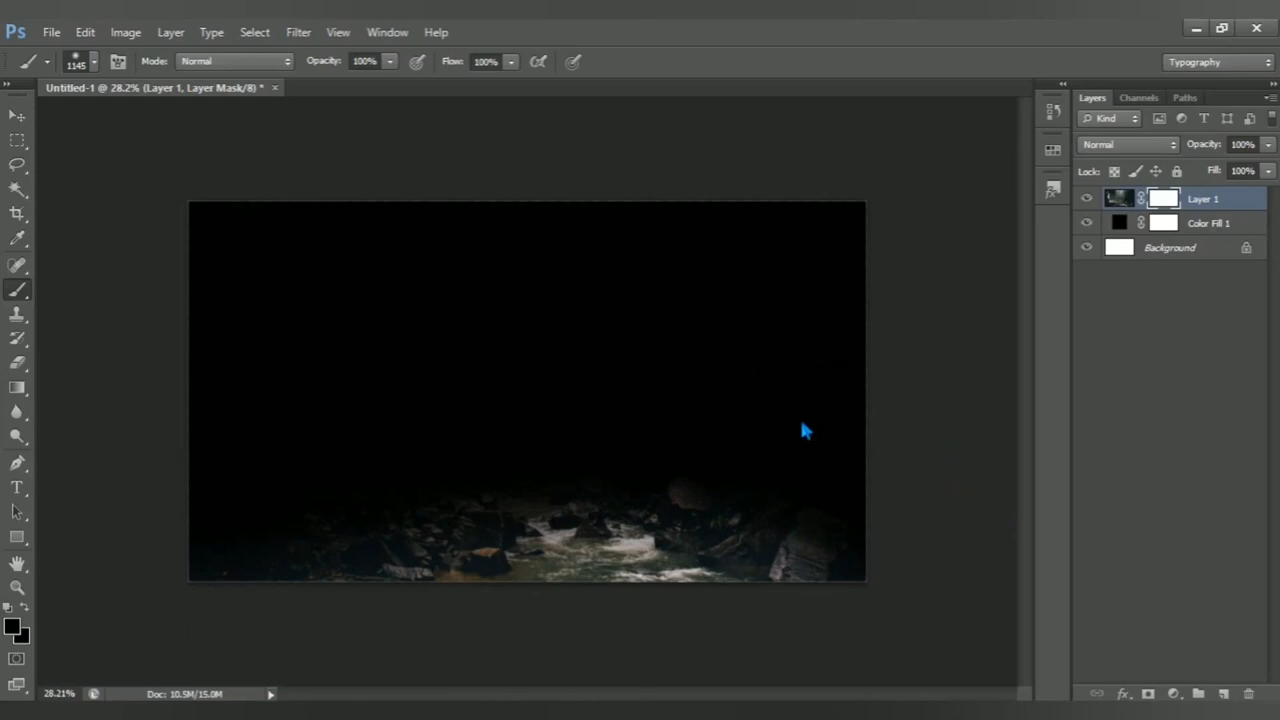 Ps File Edit Image Layer Type Select Filter View Window Help
1145 Mode: Normal Opacity: 100% Flow: 100% Typography
Untitled-1 @ 28.2% (Layer 1, Layer Mask/8) *
Layers Channels Paths
Kind
Normal Opacity: 100%
Lock: Fill: 100%
Layer 1
Color Fill 1
Background
28.21% Doc: 10.5M/15.0M